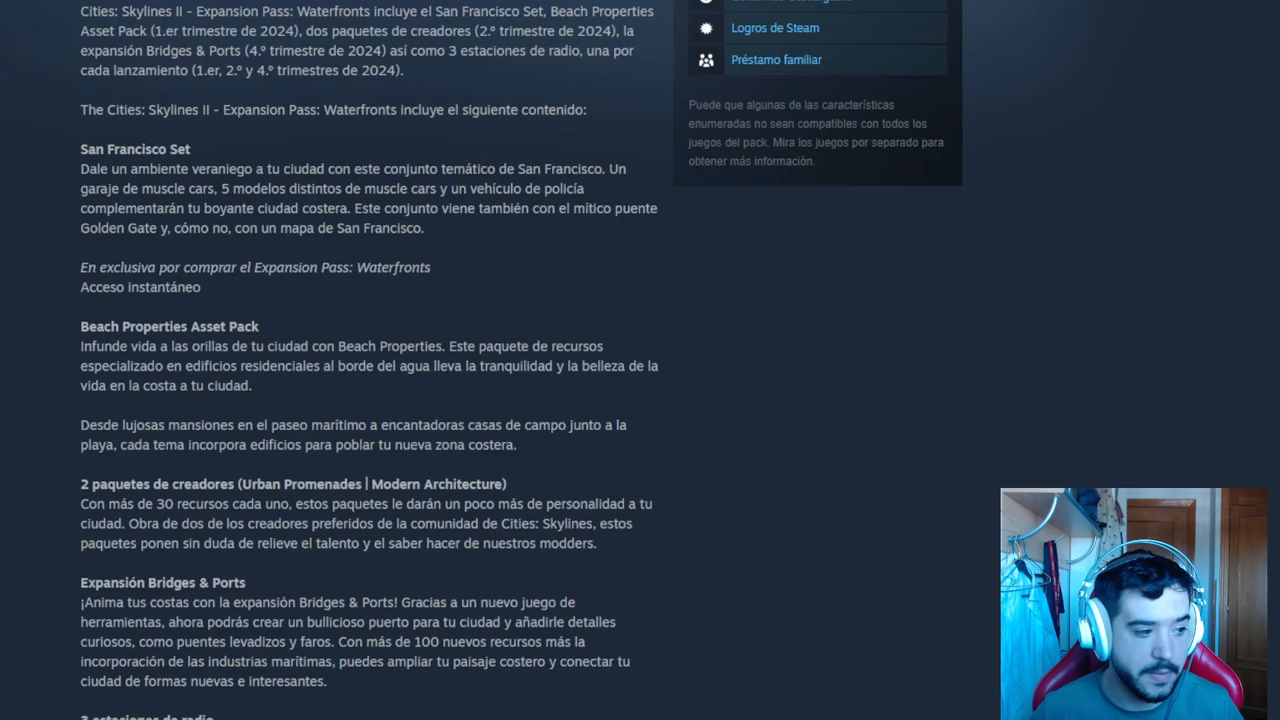 Cities: Skylines II - Expansion Pass: Waterfronts incluye el San Francisco Set, Beach Properties
Asset Pack (1.er trimestre de 2024), dos paquetes de creadores (2.º trimestre de 2024), la
expansión Bridges & Ports (4.º trimestre de 2024) así como 3 estaciones de radio, una por
cada lanzamiento (1.er, 2.º y 4.º trimestres de 2024).
The Cities: Skylines II - Expansion Pass: Waterfronts incluye el siguiente contenido:
San Francisco Set
Dale un ambiente veraniego a tu ciudad con este conjunto temático de San Francisco. Un
garaje de muscle cars, 5 modelos distintos de muscle cars y un vehículo de policía
complementarán tu boyante ciudad costera. Este conjunto viene también con el mítico puente
Golden Gate y, cómo no, con un mapa de San Francisco.
En exclusiva por comprar el Expansion Pass: Waterfronts
Acceso instantáneo
Beach Properties Asset Pack
Infunde vida a las orillas de tu ciudad con Beach Properties. Este paquete de recursos
especializado en edificios residenciales al borde del agua lleva la tranquilidad y la belleza de la
vida en la costa a tu ciudad.
Desde lujosas mansiones en el paseo marítimo a encantadoras casas de campo junto a la
playa, cada tema incorpora edificios para poblar tu nueva zona costera.
2 paquetes de creadores (Urban Promenades | Modern Architecture)
Con más de 30 recursos cada uno, estos paquetes le darán un poco más de personalidad a tu
ciudad. Obra de dos de los creadores preferidos de la comunidad de Cities: Skylines, estos
paquetes ponen sin duda de relieve el talento y el saber hacer de nuestros modders.
Expansión Bridges & Ports
¡Anima tus costas con la expansión Bridges & Ports! Gracias a un nuevo juego de
herramientas, ahora podrás crear un bullicioso puerto para tu ciudad y añadirle detalles
curiosos, como puentes levadizos y faros. Con más de 100 nuevos recursos más la
incorporación de las industrias marítimas, puedes ampliar tu paisaje costero y conectar tu
ciudad de formas nuevas e interesantes.
3 estaciones de radio
Logros de Steam
Préstamo familiar
Puede que algunas de las características
enumeradas no sean compatibles con todos los
juegos del pack. Mira los juegos por separado para
obtener más información.